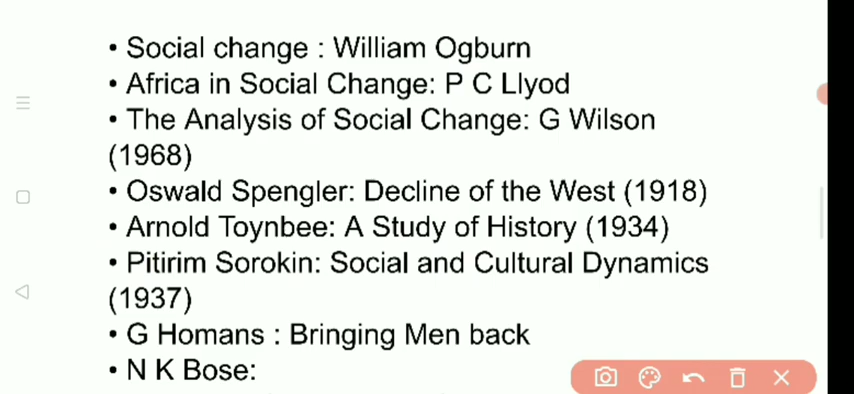 • Social change : William Ogburn
• Africa in Social Change: P C Llyod
• The Analysis of Social Change: G Wilson
(1968)
• Oswald Spengler: Decline of the West (1918)
• Arnold Toynbee: A Study of History (1934)
• Pitirim Sorokin: Social and Cultural Dynamics
(1937)
• G Homans : Bringing Men back
• N K Bose: